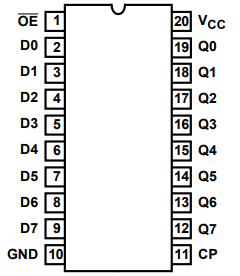 OE 1 20 VCC
D0 2 19 Q0
D1 3 18 Q1
D2 4 17 Q2
D3 5 16 Q3
D4 6 15 Q4
D5 7 14 Q5
D6 8 13 Q6
D7 9 12 Q7
GND 10 11 CP